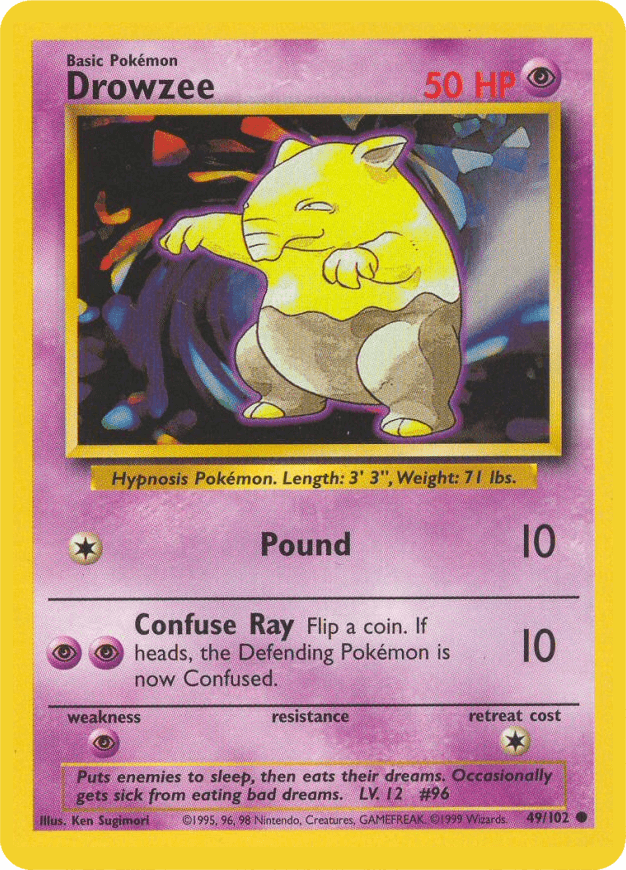 Basic Pokémon
Drowzee
50 HP
Hypnosis Pokémon. Length: 3' 3", Weight: 71 lbs.
Pound 10
Confuse Ray Flip a coin. If
heads, the Defending Pokémon is
now Confused.
10
weakness resistance retreat cost
Puts enemies to sleep, then eats their dreams. Occasionally
gets sick from eating bad dreams. LV. 12 #96
Illus. Ken Sugimori ©1995, 96, 98 Nintendo, Creatures, GAMEFREAK. ©1999 Wizards. 49/102